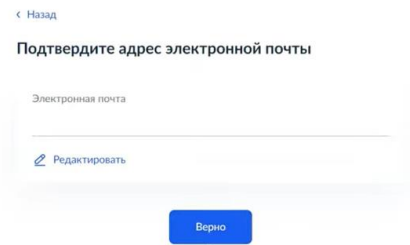 ‹ Назад
Подтвердите адрес электронной почты
Электронная почта
Редактировать
Верно